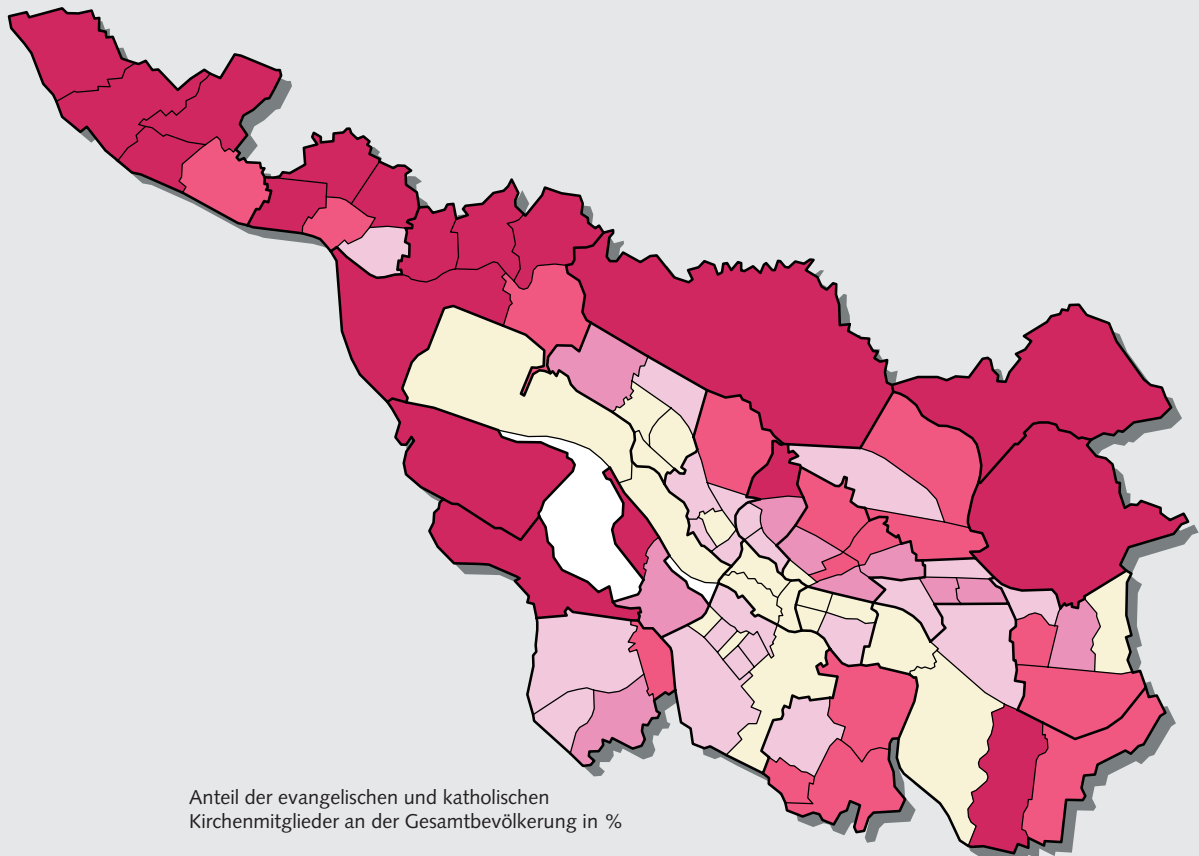 Anteil der evangelischen und katholischen
Kirchenmitglieder an der Gesamtbevölkerung in %